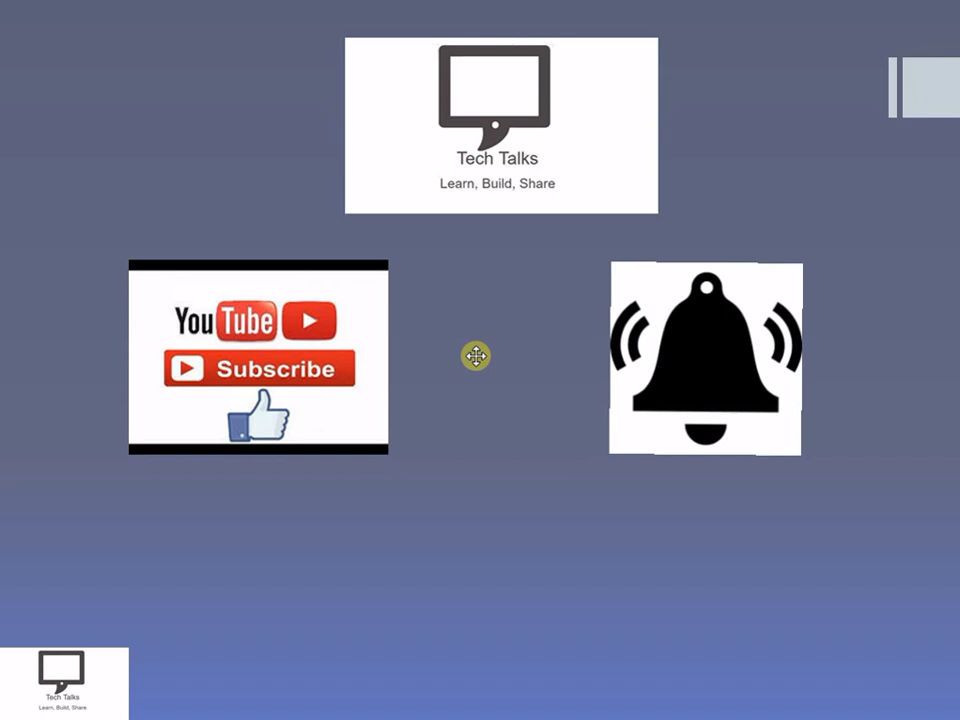 Tech Talks
Learn, Build, Share
YouTube
Subscribe
Tech Talks
Learn, Build, Share